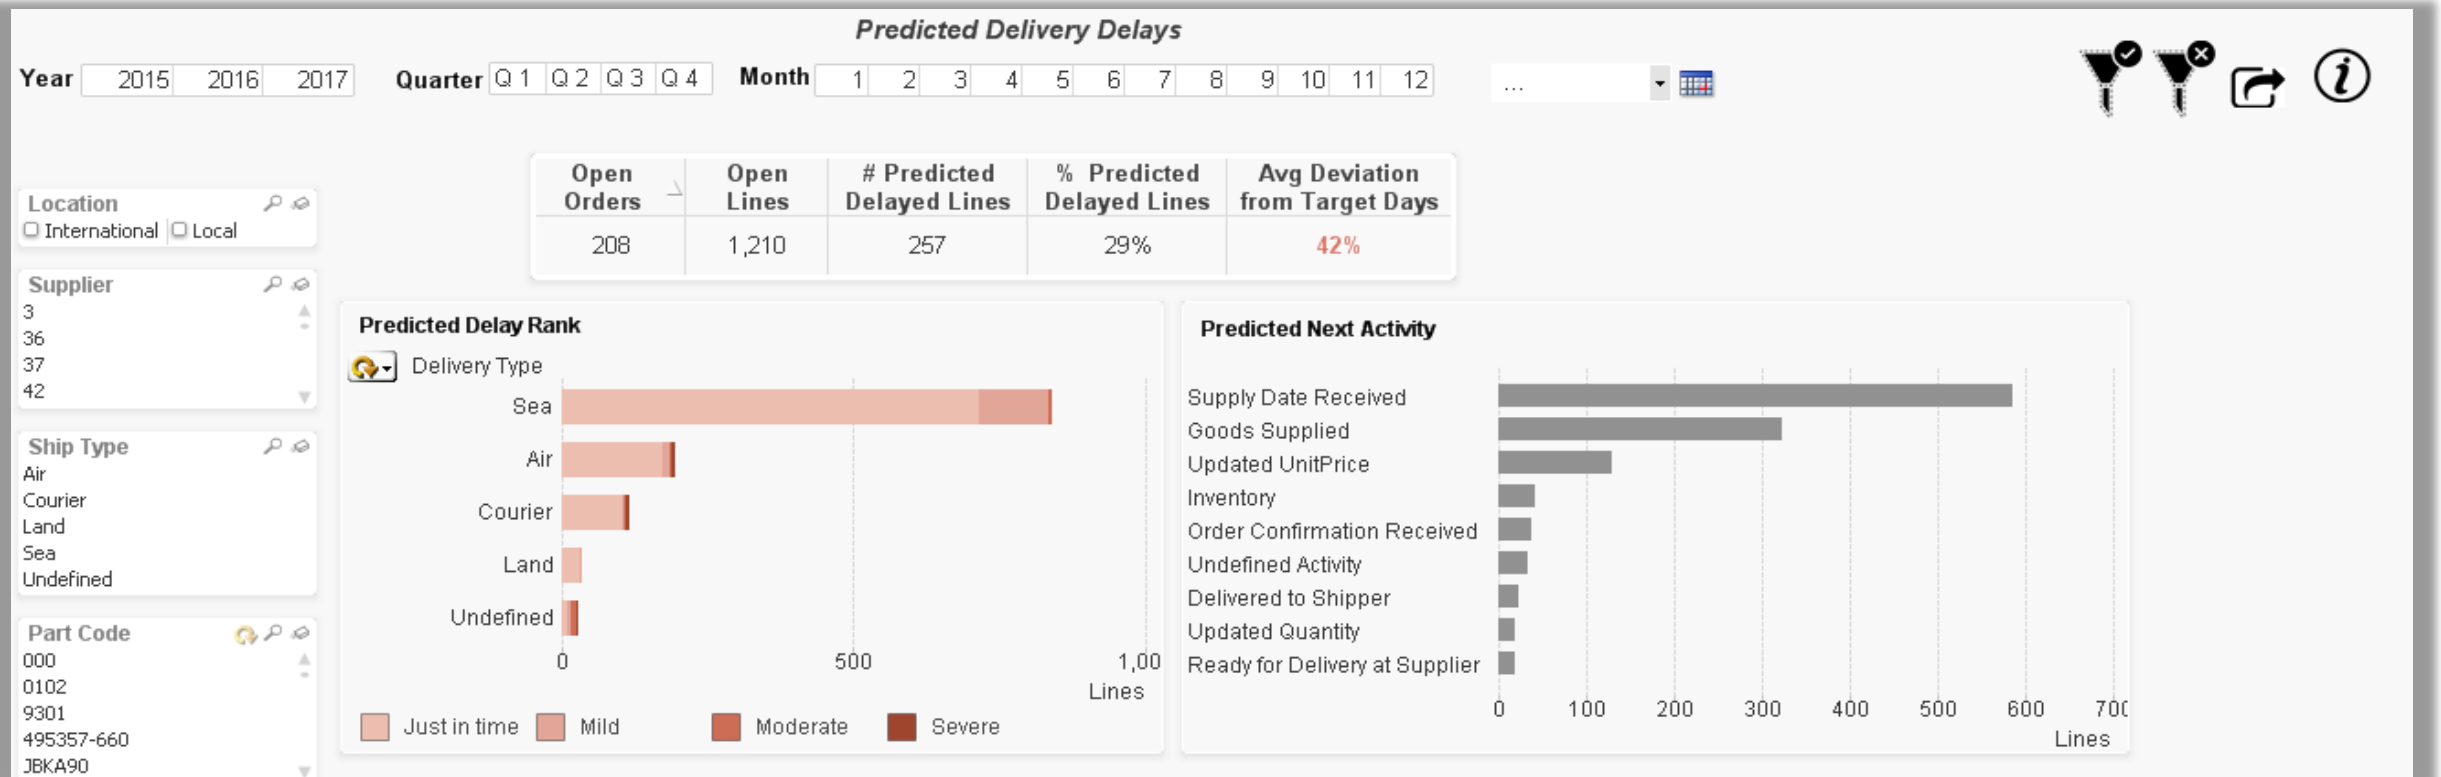 Predicted Delivery Delays
Year 2015 2016 2017 Quarter Q 1 Q 2 Q 3 Q 4 Month 1 2 3 4 5 6 7 8 9 10 11 12 ...
Location
International Local
Supplier
3
36
37
42
Ship Type
Air
Courier
Land
Sea
Undefined
Part Code
000
0102
9301
495357-660
JBKA90
Open Orders
Open Lines
# Predicted Delayed Lines
% Predicted Delayed Lines
Avg Deviation from Target Days
208 1,210 257 29% 42%
Predicted Delay Rank
Delivery Type
Sea
Air
Courier
Land
Undefined
0 500 1,00
Lines
Just in time Mild Moderate Severe
Predicted Next Activity
Supply Date Received
Goods Supplied
Updated UnitPrice
Inventory
Order Confirmation Received
Undefined Activity
Delivered to Shipper
Updated Quantity
Ready for Delivery at Supplier
0 100 200 300 400 500 600 700
Lines